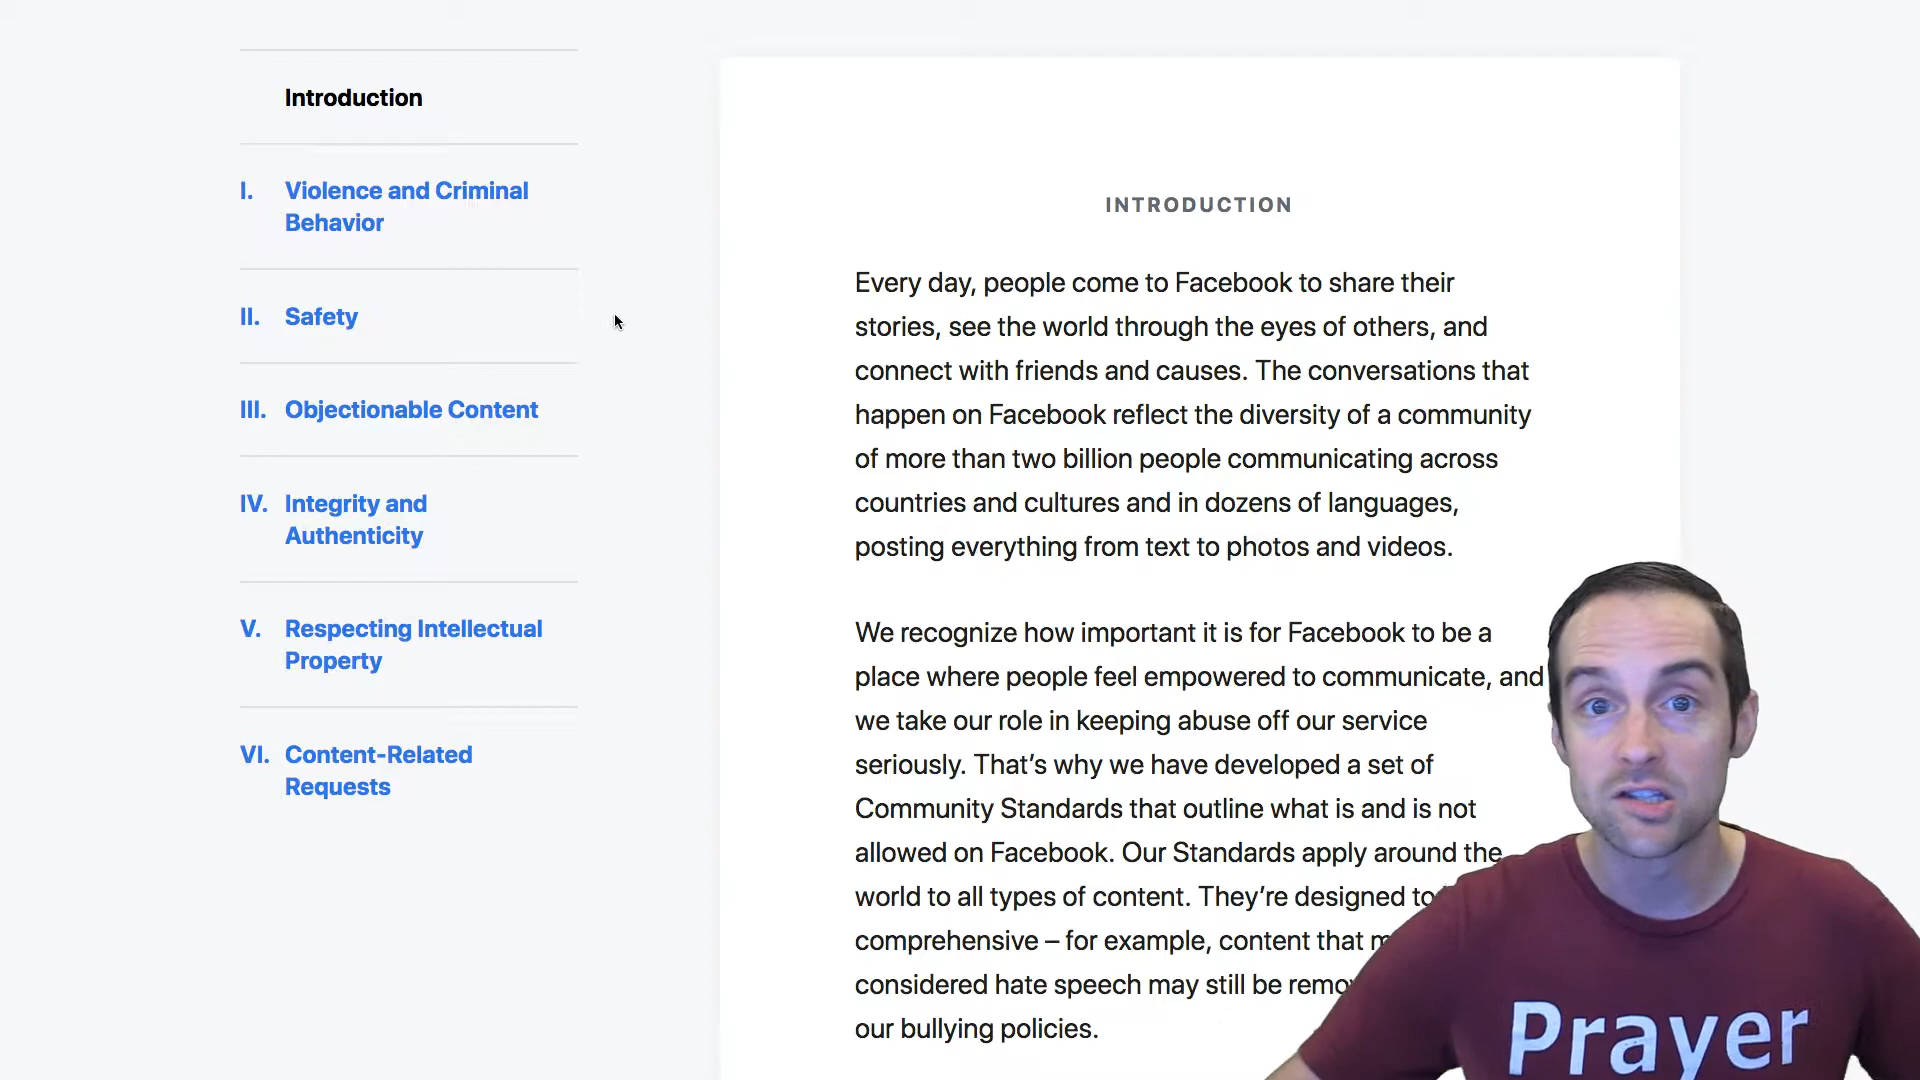 Introduction
I. Violence and Criminal
Behavior
II. Safety
III. Objectionable Content
IV. Integrity and
Authenticity
V. Respecting Intellectual
Property
VI. Content-Related
Requests
INTRODUCTION
Every day, people come to Facebook to share their
stories, see the world through the eyes of others, and
connect with friends and causes. The conversations that
happen on Facebook reflect the diversity of a community
of more than two billion people communicating across
countries and cultures and in dozens of languages,
posting everything from text to photos and videos.
We recognize how important it is for Facebook to be a
place where people feel empowered to communicate, and
we take our role in keeping abuse off our service
seriously. That’s why we have developed a set of
Community Standards that outline what is and is not
allowed on Facebook. Our Standards apply around the
world to all types of content. They’re designed to
comprehensive – for example, content that
considered hate speech may still be
our bullying policies.
Prayer